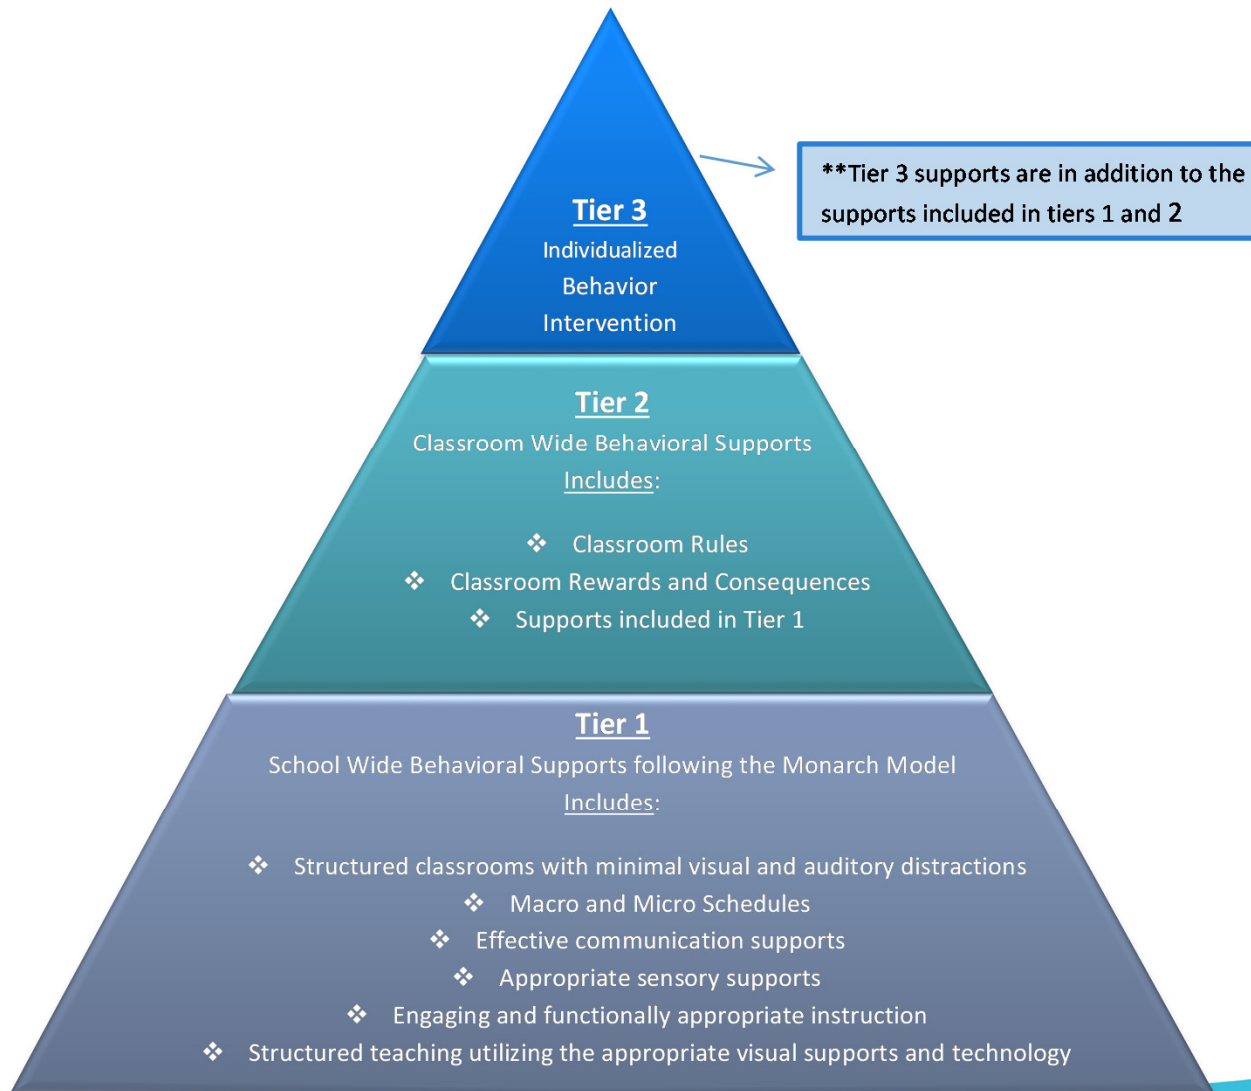 **Tier 3 supports are in addition to the
supports included in tiers 1 and 2
Tier 3
Individualized
Behavior
Intervention
Tier 2
Classroom Wide Behavioral Supports
Includes:
❖ Classroom Rules
❖ Classroom Rewards and Consequences
❖ Supports included in Tier 1
Tier 1
School Wide Behavioral Supports following the Monarch Model
Includes:
❖ Structured classrooms with minimal visual and auditory distractions
❖ Macro and Micro Schedules
❖ Effective communication supports
❖ Appropriate sensory supports
❖ Engaging and functionally appropriate instruction
❖ Structured teaching utilizing the appropriate visual supports and technology